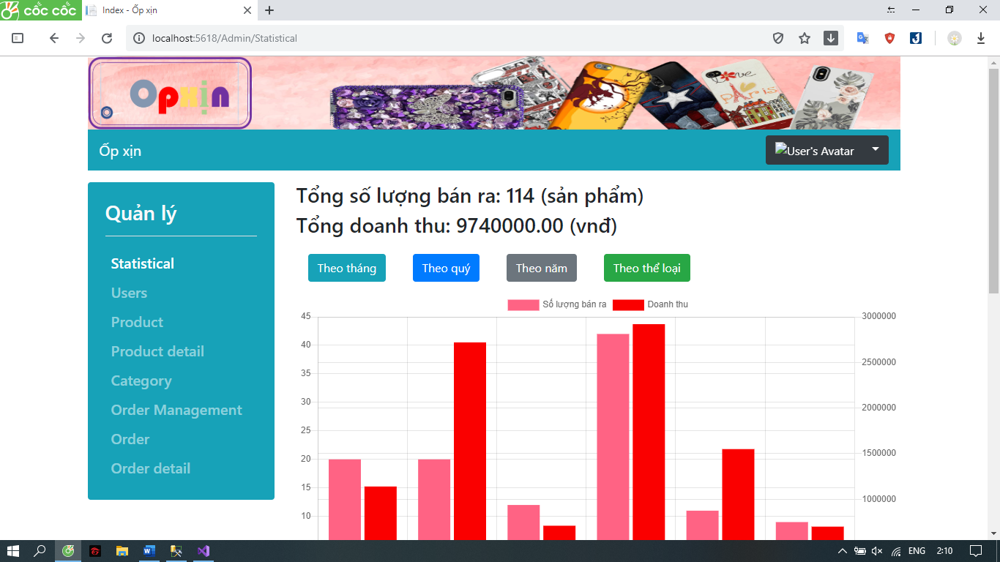 CỐC CỐC
Index - Ốp xịn
localhost:5618/Admin/Statistical
Opxịn
Love
PARIS
Ốp xịn
User's Avatar
Quản lý
Statistical
Users
Product
Product detail
Category
Order Management
Order
Order detail
Tổng số lượng bán ra: 114 (sản phẩm)
Tổng doanh thu: 9740000.00 (vnđ)
Theo tháng Theo quý Theo năm Theo thể loại
Số lượng bán ra Doanh thu
45 3000000
40
35 2500000
30 2000000
25
20 1500000
15 1000000
10
ENG 2:10